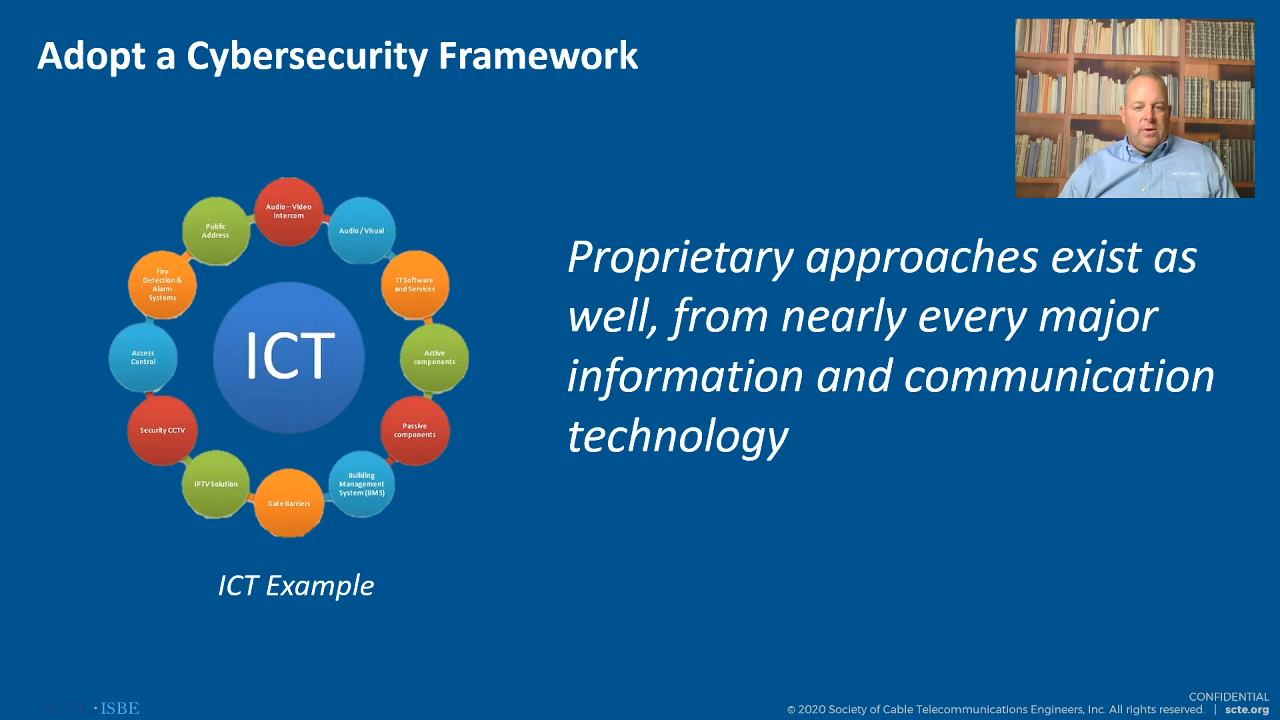 Adopt a Cybersecurity Framework
Audio – Video
Intercom
Audio / Visual
IT Software
and Services
Active
components
Passive
components
Building
Management
System (BMS)
Gate Barriers
IPTV Solution
Security CCTV
Access
Control
Fire
Detection &
Alarm
Systems
Public
Address
ICT
ICT Example
Proprietary approaches exist as
well, from nearly every major
information and communication
technology
· ISBE
CONFIDENTIAL
© 2020 Society of Cable Telecommunications Engineers, Inc. All rights reserved. | scte.org